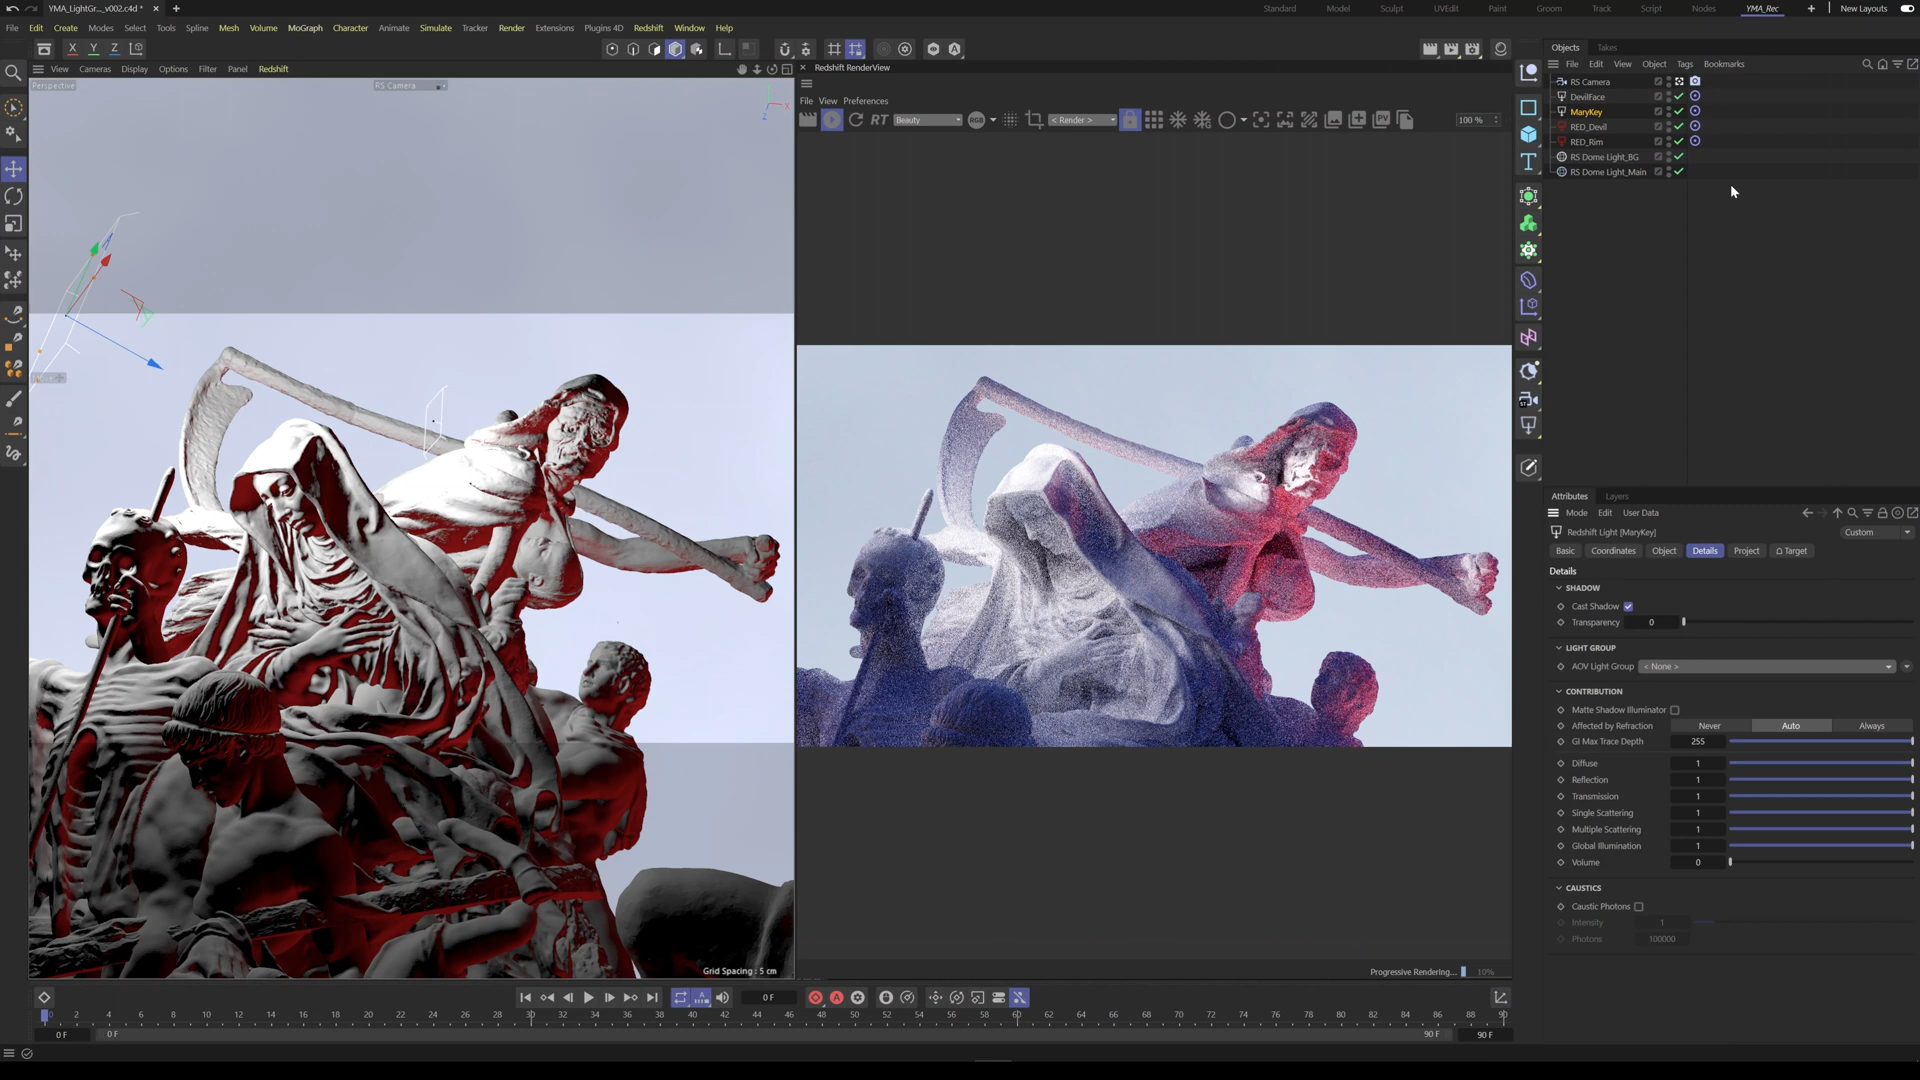 YMA_LightGr..._v002.c4d *
Standard Model Sculpt UVEdit Paint Groom Track Script Nodes YMA_Rec New Layouts
File Edit Create Modes Select Tools Spline Mesh Volume MoGraph Character Animate Simulate Tracker Render Extensions Plugins 4D Redshift Window Help
X Y Z
Objects Takes
View Cameras Display Options Filter Panel Redshift
Redshift RenderView
File Edit View Object Tags Bookmarks
Perspective
RS Camera
File View Preferences
RT Beauty RGB < Render > PV 100 %
RS Camera
DevilFace
MaryKey
RED_Devil
RED_Rim
RS Dome Light_BG
RS Dome Light_Main
Attributes Layers
Mode Edit User Data
Redshift Light [MaryKey]
Custom
Basic Coordinates Object Details Project Target
Details
SHADOW
Cast Shadow
Transparency 0
LIGHT GROUP
AOV Light Group < None >
CONTRIBUTION
Matte Shadow Illuminator
Affected by Refraction Never Auto Always
GI Max Trace Depth 255
Diffuse 1
Reflection 1
Transmission 1
Single Scattering 1
Multiple Scattering 1
Global Illumination 1
Volume 0
CAUSTICS
Caustic Photons
Intensity 1
Photons 100000
Grid Spacing : 5 cm
Progressive Rendering... 10%
0 F
0 2 4 6 8 10 12 14 16 18 20 22 24 26 28 30 32 34 36 38 40 42 44 46 48 50 52 54 56 58 60 62 64 66 68 70 72 74 76 78 80 82 84 86 88 90
0 F 0 F 90 F 90 F